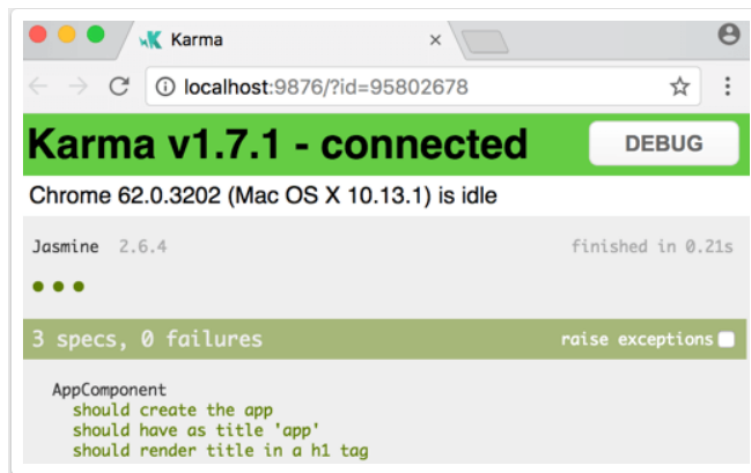 Karma
localhost:9876/?id=95802678
Karma v1.7.1 - connected
DEBUG
Chrome 62.0.3202 (Mac OS X 10.13.1) is idle
Jasmine 2.6.4
finished in 0.21s
3 specs, 0 failures
raise exceptions
AppComponent
should create the app
should have as title 'app'
should render title in a h1 tag